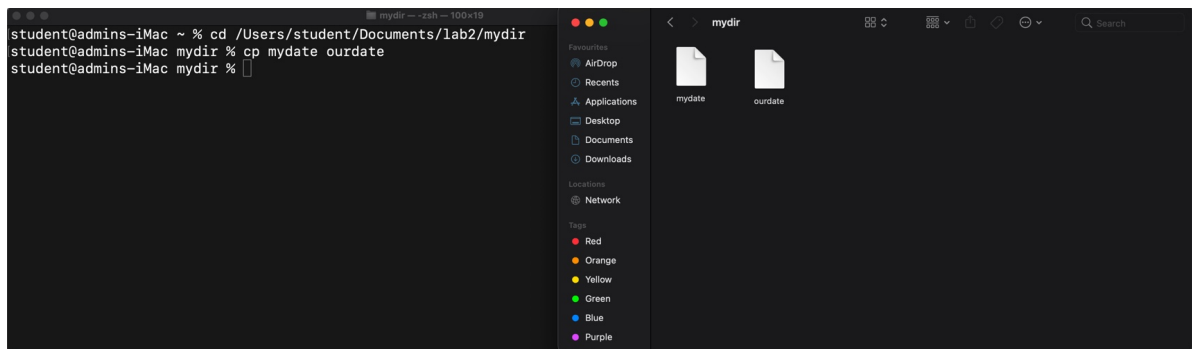 mydir — -zsh — 100×19
student@admins-iMac ~ % cd /Users/student/Documents/lab2/mydir
student@admins-iMac mydir % cp mydate ourdate
student@admins-iMac mydir %
Favourites
AirDrop
Recents
Applications
Desktop
Documents
Downloads
Locations
Network
Tags
Red
Orange
Yellow
Green
Blue
Purple
mydir
Search
mydate
ourdate